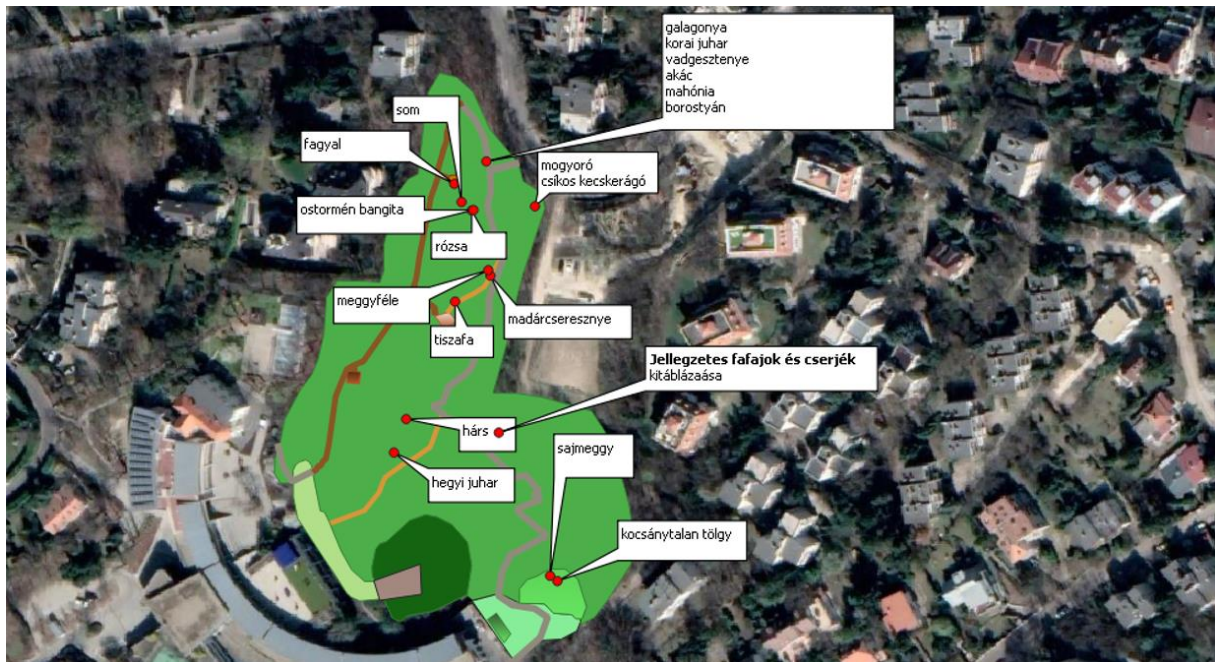 galagonya
korai juhar
vadgesztenye
akác
mahónia
borostyán
som
fagyal
mogyoró
csíkos kecskerágó
ostormén bangita
rózsa
meggyféle
madárcseresznye
tiszafa
Jellegzetes fafajok és cserjék
kitáblázaása
hárs
sajmeggy
hegyi juhar
kocsánytalan tölgy